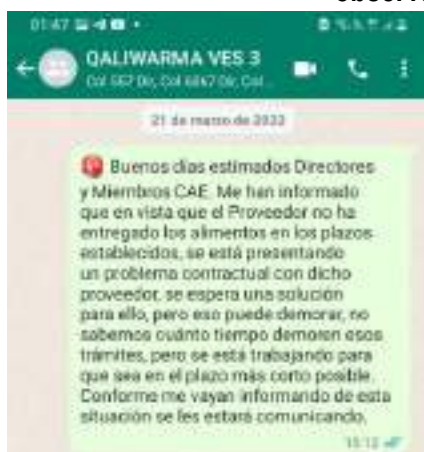 01:47
QALIWARMA VES 3
21 de marzo de 2022
Buenos días estimados Directores
y Miembros CAE. Me han informado
que en vista que el Proveedor no ha
entregado los alimentos en los plazos
establecidos, se está presentando
un problema contractual con dicho
proveedor, se espera una solución
para ello, pero eso puede demorar, no
sabemos cuánto tiempo demoren esos
trámites, pero se está trabajando para
que sea en el plazo más corto posible.
Conforme me vayan informando de esta
situación se les estará comunicando.
15:12